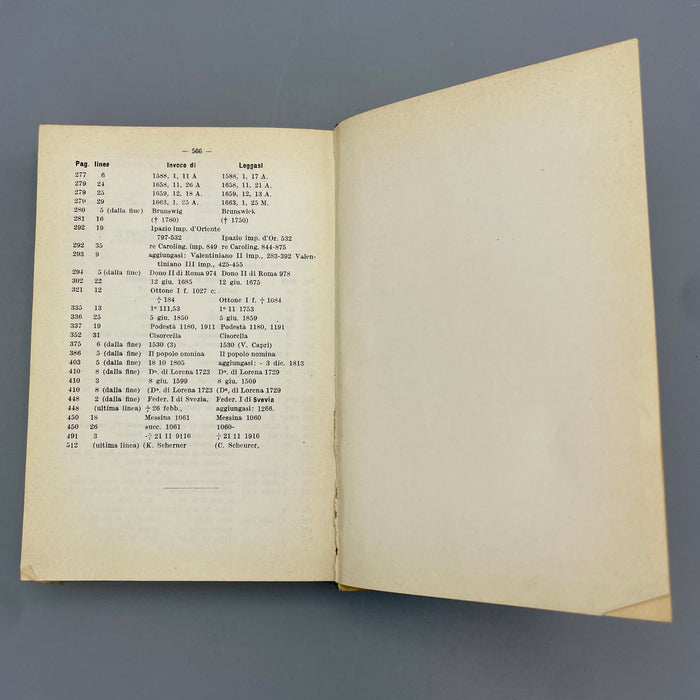 — 566 —
Pag. linea Invece di Leggasi
277 6 1588, 1, 11 A 1588, 1, 17 A.
279 24 1658, 11, 26 A 1658, 11, 21 A.
279 25 1659, 12, 18 A. 1659, 12, 13 A.
279 29 1663, 1, 25 A. 1663, 1, 25 M.
280 5 (dalla fine) Brunswig Brunswick
281 16 († 1780) († 1750)
292 19 Ipazio imp. d'Oriente
797-532 Ipazio imp. d'Or. 532
292 35 re Caroling. imp. 849 re Caroling. 844-875
293 9 aggiungasi: Valentiniano II imp., 283-392 Valen-
tiniano III imp., 425-455
294 5 (dalla fine) Dono II di Roma 974 Dono II di Roma 978
302 22 12 giu. 1685 12 giu. 1675
321 12 Ottone I f. 1027 c;
† 184 Ottone I f. † 1084
335 13 1º 111,53 1º 11 1753
336 25 5 giu. 1850 5 giu. 1859
337 19 Podestà 1180, 1911 Podestà 1180, 1191
352 31 Cisorcella Cisorella
375 6 (dalla fine) 1530 (3) 1530 (V. Capri)
386 5 (dalla fine) Il popolo onmina Il popolo nomina
403 5 (dalla fine) 18 10 1805 aggiungasi: - 3 dic. 1813
410 8 (dalla fine) (Dª. di Lorena 1723 (Dª. di Lorena 1729
410 3 8 giu. 1599 8 giu. 1509
410 8 (dalla fine) (Dª. di Lorena 1723 (Dª. di Lorena 1729
448 2 (dalla fine) Feder. I di Svezia, Feder. I di Svevia
448 (ultima linea) † 26 febb., aggiungasi: 1266.
450 18 Messina 1061 Messina 1060
450 26 succ. 1061 1060-
491 3 -† 21 11 9116 † 21 11 1916
512 (ultima linea) (K. Scherner (C. Scheurer,